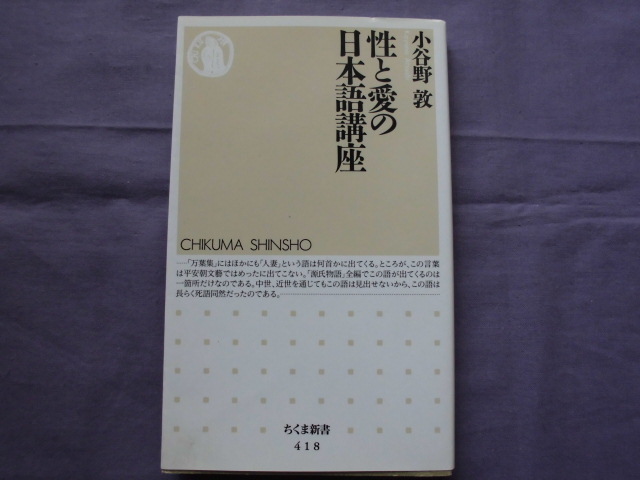 小谷野 敦
性と愛の
日本語講座
CHIKUMA SHINSHO
―「万葉集」にはほかにも「人妻」という語は何首かに出てくる。ところが、この言葉
は平安朝文藝ではめったに出てこない。「源氏物語」全編でこの語が出てくるのは
一箇所だけなのである。中世、近世を通じてもこの語は見出せないから、この語は
長らく死語同然だったのである。
ちくま新書
418